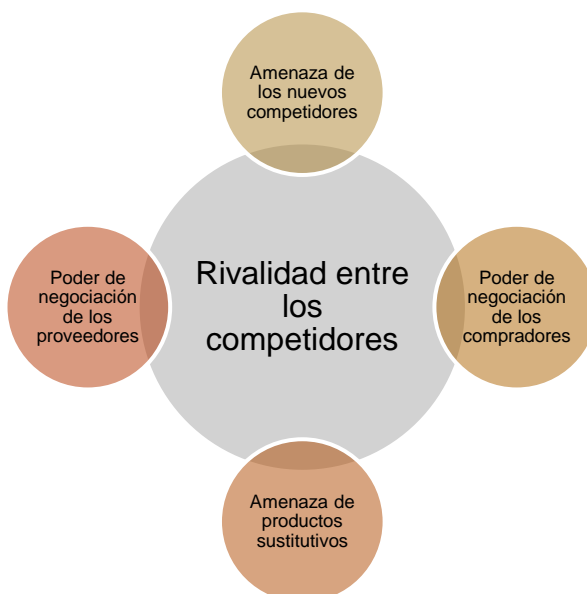 Amenaza de
los nuevos
competidores
Poder de
negociación
de los
proveedores
Rivalidad entre
los
competidores
Poder de
negociación
de los
compradores
Amenaza de
productos
sustitutivos